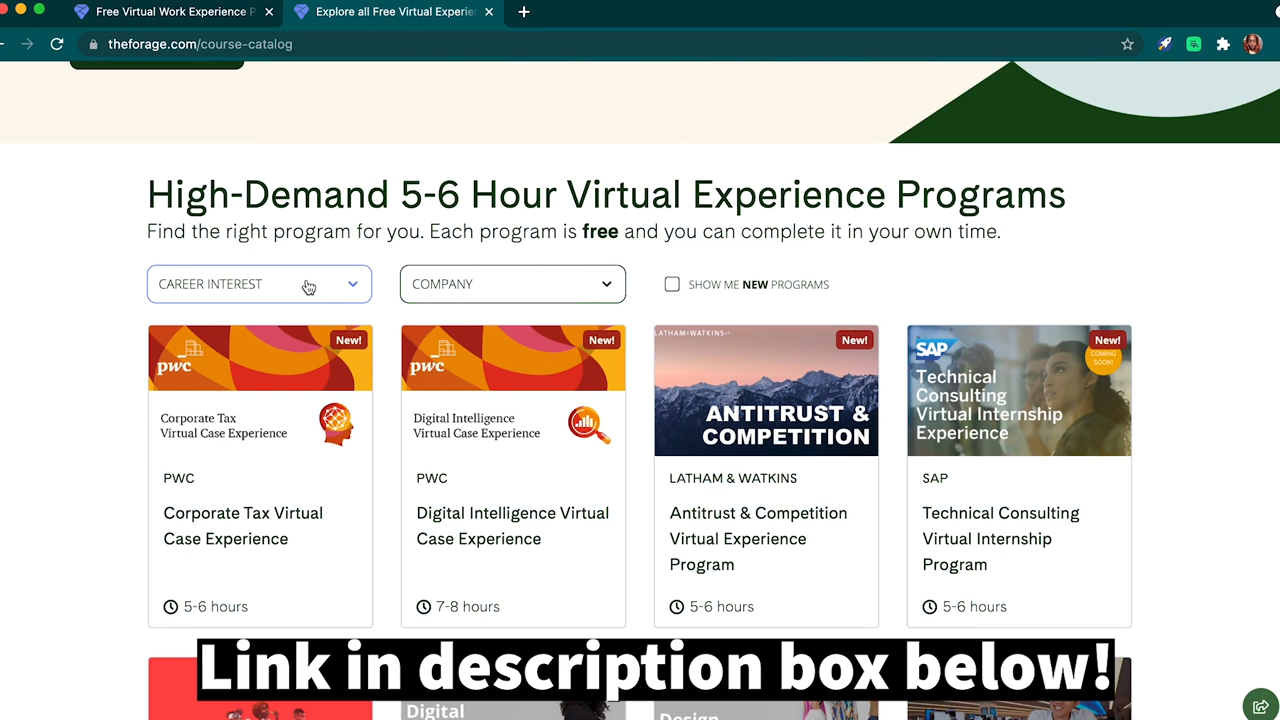 Free Virtual Work Experience P
Explore all Free Virtual Experie
theforage.com/course-catalog
High-Demand 5-6 Hour Virtual Experience Programs
Find the right program for you. Each program is free and you can complete it in your own time.
CAREER INTEREST
COMPANY
SHOW ME NEW PROGRAMS
New!
pwc
Corporate Tax
Virtual Case Experience
PWC
Corporate Tax Virtual
Case Experience
5-6 hours
New!
pwc
Digital Intelligence
Virtual Case Experience
PWC
Digital Intelligence Virtual
Case Experience
7-8 hours
LATHAM&WATKINS
New!
ANTITRUST &
COMPETITION
LATHAM & WATKINS
Antitrust & Competition
Virtual Experience
Program
5-6 hours
SAP
New!
COMING
SOON!
Technical
Consulting
Virtual Internship
Experience
SAP
Technical Consulting
Virtual Internship
Program
5-6 hours
Link in description box below!
Digital